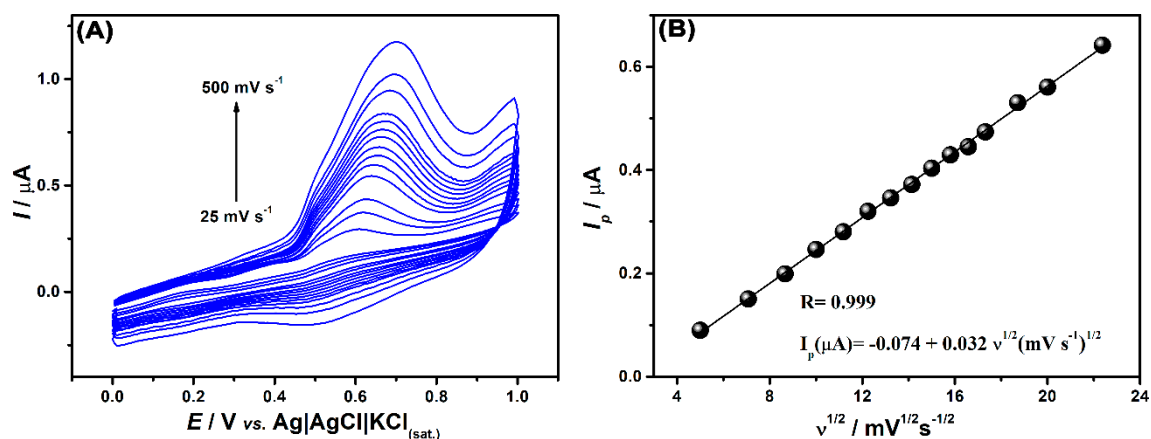 (A)
500 mV s⁻¹
25 mV s⁻¹
1.0
0.5
0.0
I / μA
0.0 0.2 0.4 0.6 0.8 1.0
E / V vs. Ag|AgCl|KCl(sat.)
(B)
0.6
0.4
0.2
0.0
Iₚ / μA
R= 0.999
Iₚ(μA)= -0.074 + 0.032 ν¹/²(mV s⁻¹)¹/²
4 8 12 16 20 24
ν¹/² / mV¹/²s⁻¹/²